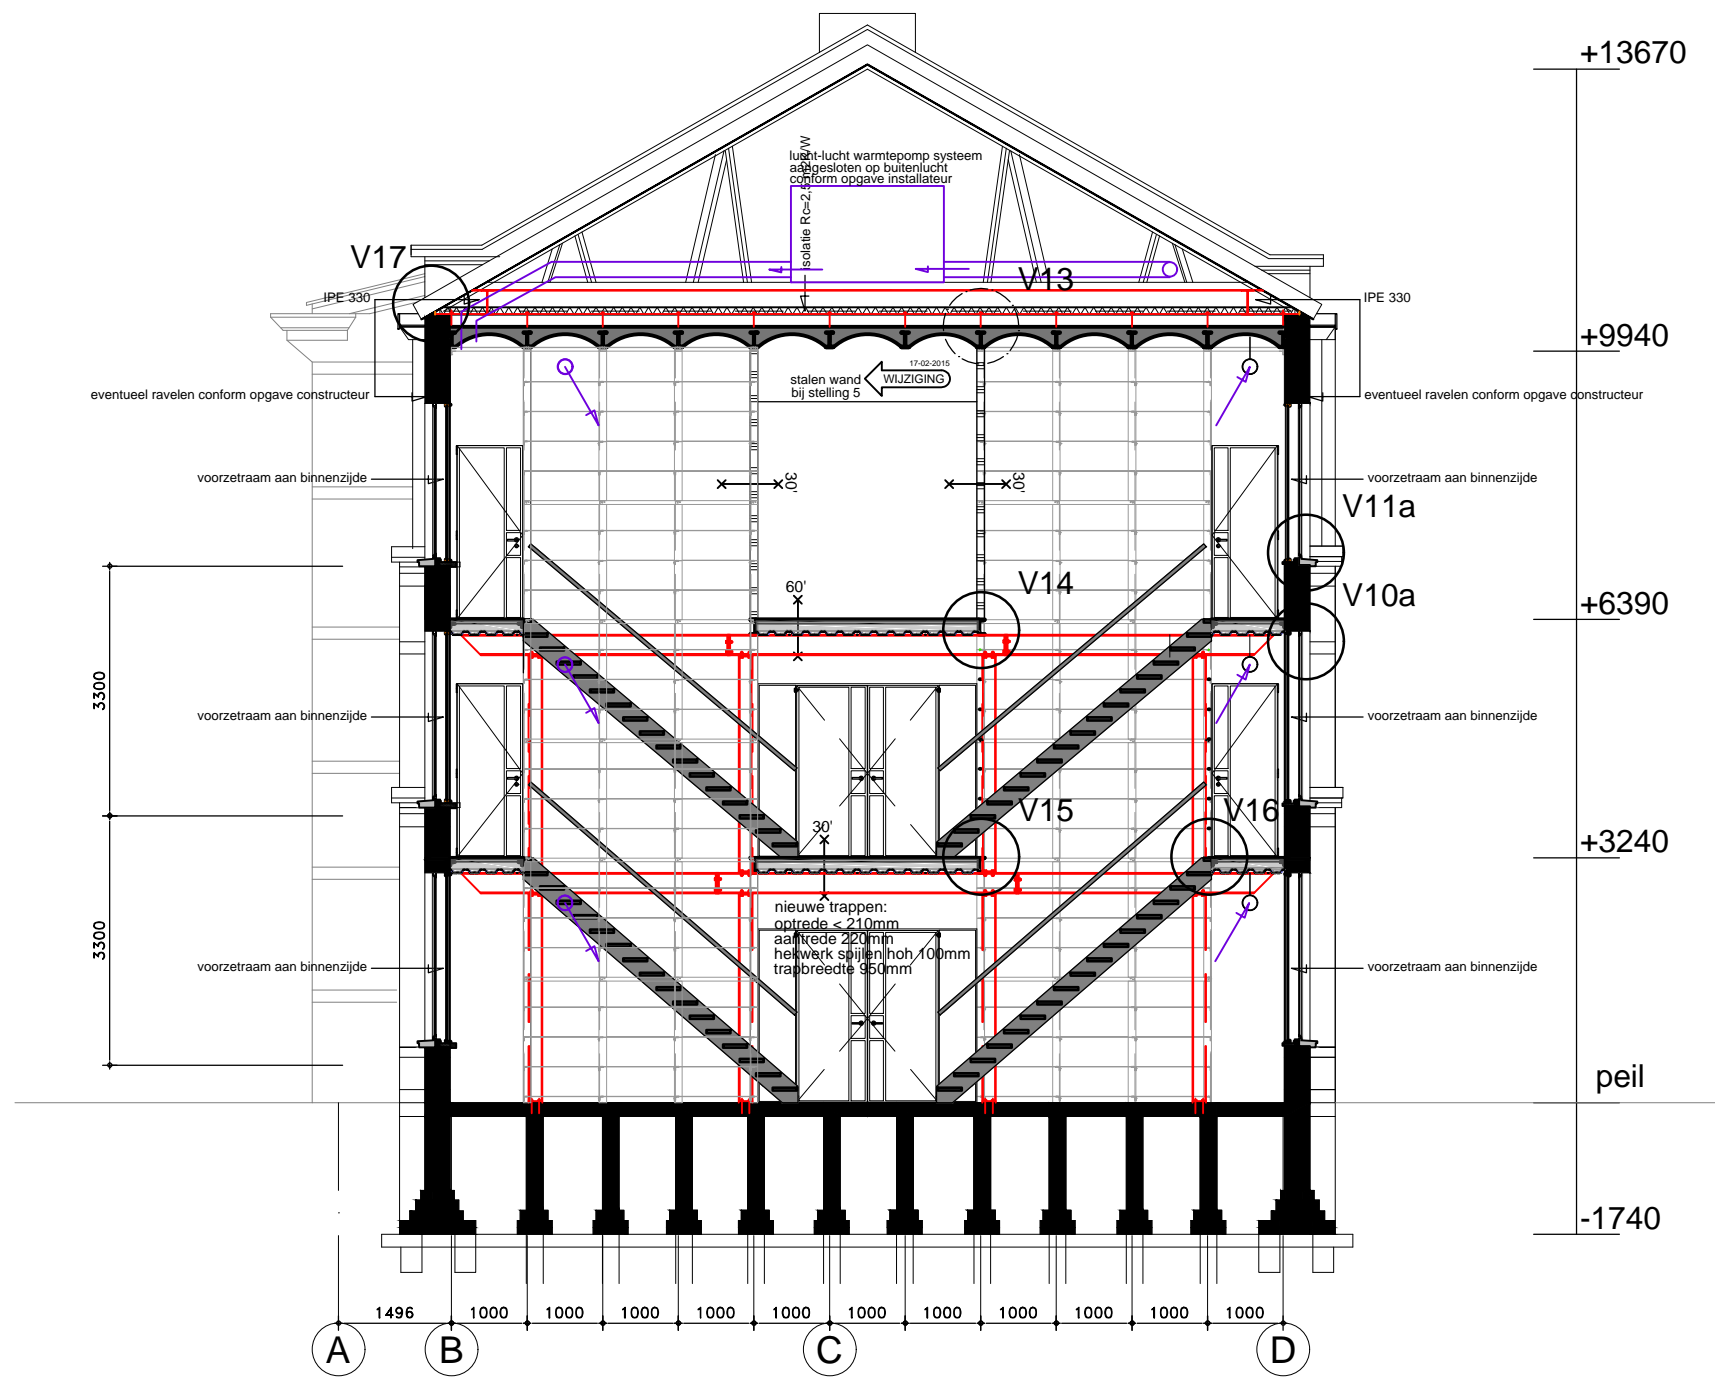 +13670
lucht-lucht warmtepomp systeem
aangesloten op buitenlucht
conform opgave installateur
isolatie Rc=2,5 m2K/W
V17
V13
IPE 330
IPE 330
+9940
17-02-2015
WIJZIGING
stalen wand
bij stelling 5
eventueel ravelen conform opgave constructeur
eventueel ravelen conform opgave constructeur
voorzetraam aan binnenzijde
30'
30'
voorzetraam aan binnenzijde
V11a
V14
60'
V10a
+6390
3300
voorzetraam aan binnenzijde
voorzetraam aan binnenzijde
V15
V16
30'
+3240
nieuwe trappen:
optrede < 210mm
aantrede 220mm
hekwerk spijlen hoh 100mm
trapbreedte 950mm
3300
voorzetraam aan binnenzijde
voorzetraam aan binnenzijde
peil
-1740
1496 1000 1000 1000 1000 1000 1000 1000 1000 1000 1000 1000
A B C D